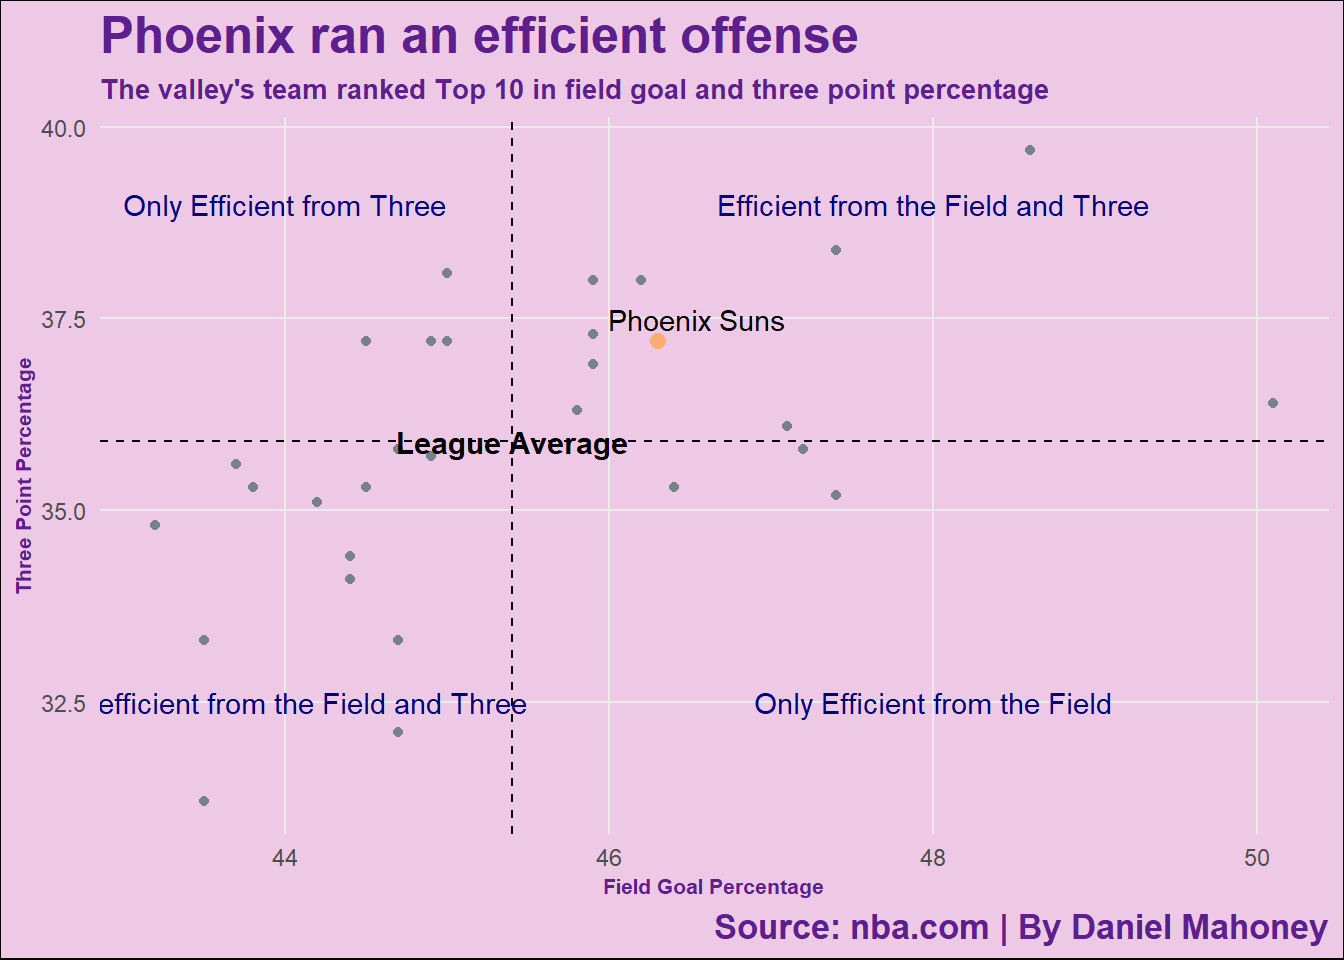 Phoenix ran an efficient offense
The valley's team ranked Top 10 in field goal and three point percentage
40.0
Only Efficient from Three
Efficient from the Field and Three
37.5
Phoenix Suns
League Average
Three Point Percentage
35.0
32.5
efficient from the Field and Three
Only Efficient from the Field
44
46
48
50
Field Goal Percentage
Source: nba.com | By Daniel Mahoney